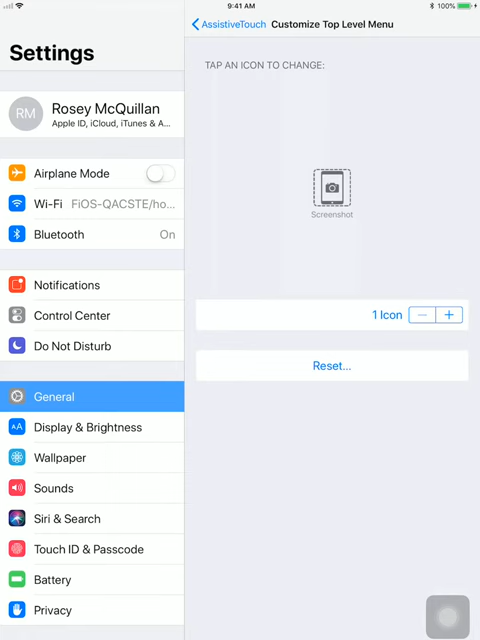 9:41 AM
100%
Settings
AssistiveTouch
Customize Top Level Menu
TAP AN ICON TO CHANGE:
RM
Rosey McQuillan
Apple ID, iCloud, iTunes & A...
Airplane Mode
Wi-Fi FiOS-QACSTE/ho...
Bluetooth On
Screenshot
Notifications
Control Center
Do Not Disturb
1 Icon
Reset...
General
AA Display & Brightness
Wallpaper
Sounds
Siri & Search
Touch ID & Passcode
Battery
Privacy